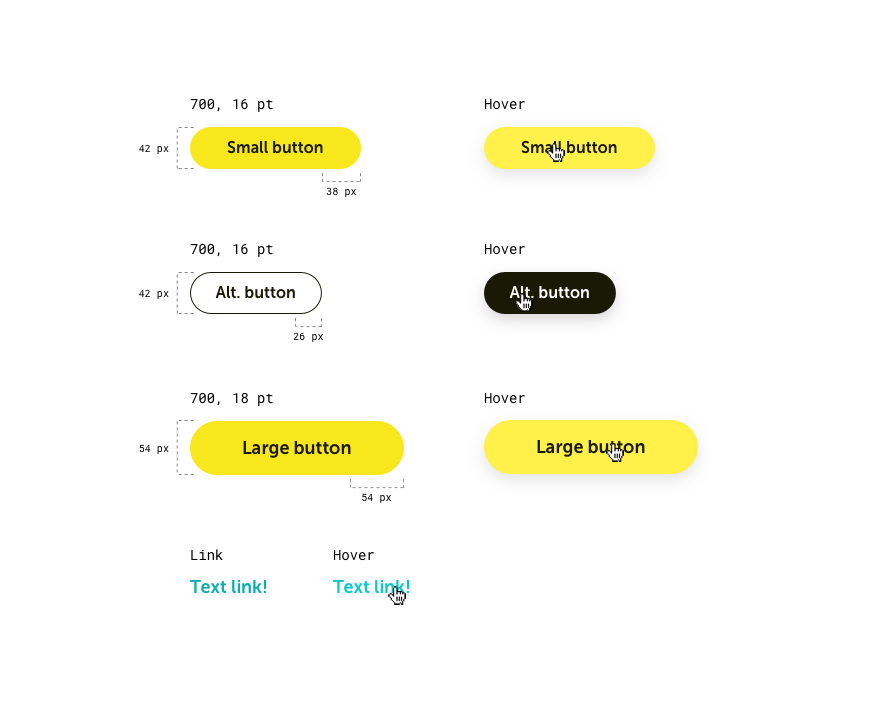 700, 16 pt
Hover
42 px
Small button
Small button
38 px
700, 16 pt
Hover
42 px
Alt. button
Alt. button
26 px
700, 18 pt
Hover
54 px
Large button
Large button
54 px
Link
Hover
Text link!
Text link!